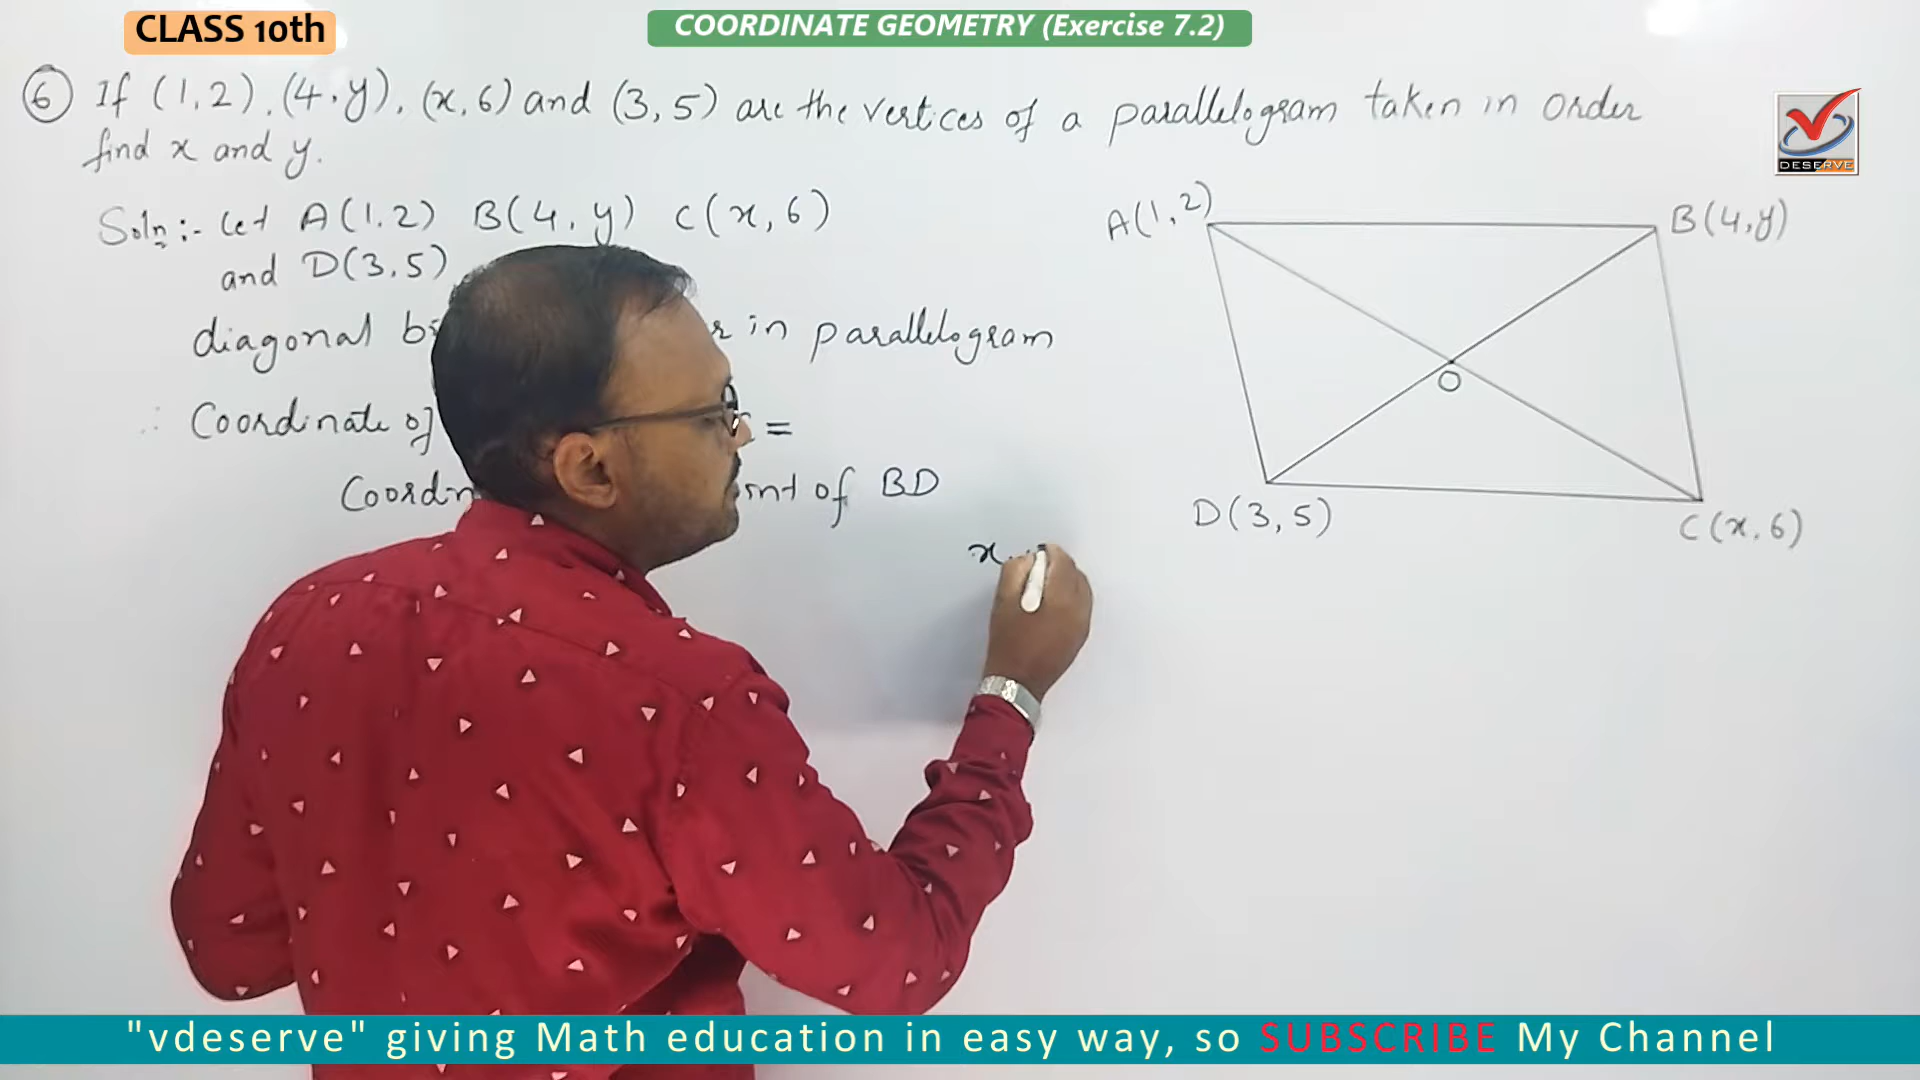 CLASS 10th
COORDINATE GEOMETRY (Exercise 7.2)
6 If (1,2), (4,y), (x,6) and (3,5) are the vertices of a parallelogram taken in order
find x and y.
DESERVE
Soln:- Let A(1.2) B(4,y) C(x,6)
and D(3.5)
A(1,2)
B(4,y)
diagonal in parallelogram
O
∴ Coordinate of =
of BD
D(3,5)
C(x,6)
x
"vdeserve" giving Math education in easy way, so SUBSCRIBE My Channel